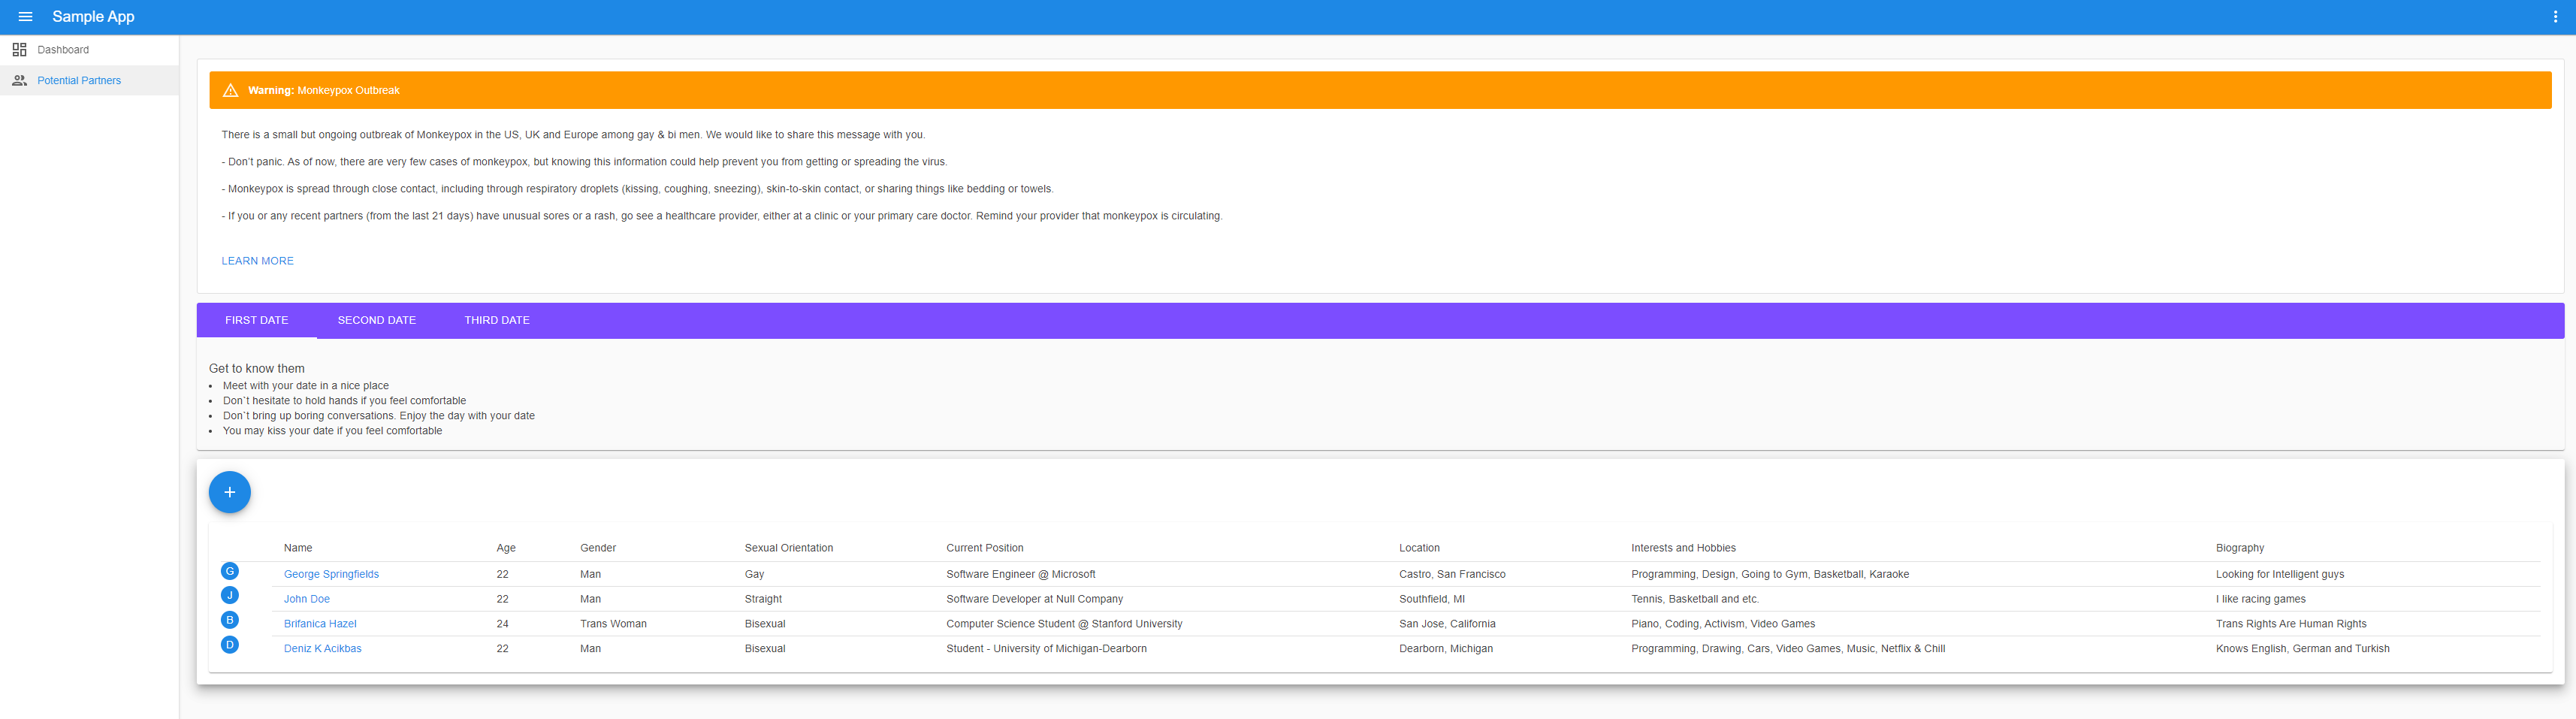 Sample App
Dashboard
Potential Partners
Warning: Monkeypox Outbreak
There is a small but ongoing outbreak of Monkeypox in the US, UK and Europe among gay & bi men. We would like to share this message with you.
- Don't panic. As of now, there are very few cases of monkeypox, but knowing this information could help prevent you from getting or spreading the virus.
- Monkeypox is spread through close contact, including through respiratory droplets (kissing, coughing, sneezing), skin-to-skin contact, or sharing things like bedding or towels.
- If you or any recent partners (from the last 21 days) have unusual sores or a rash, go see a healthcare provider, either at a clinic or your primary care doctor. Remind your provider that monkeypox is circulating.
LEARN MORE
FIRST DATE SECOND DATE THIRD DATE
Get to know them
• Meet with your date in a nice place
• Don`t hesitate to hold hands if you feel comfortable
• Don`t bring up boring conversations. Enjoy the day with your date
• You may kiss your date if you feel comfortable
+
Name Age Gender Sexual Orientation Current Position Location Interests and Hobbies Biography
G George Springfields 22 Man Gay Software Engineer @ Microsoft Castro, San Francisco Programming, Design, Going to Gym, Basketball, Karaoke Looking for Intelligent guys
J John Doe 22 Man Straight Software Developer at Null Company Southfield, MI Tennis, Basketball and etc. I like racing games
B Brifanica Hazel 24 Trans Woman Bisexual Computer Science Student @ Stanford University San Jose, California Piano, Coding, Activism, Video Games Trans Rights Are Human Rights
D Deniz K Acikbas 22 Man Bisexual Student - University of Michigan-Dearborn Dearborn, Michigan Programming, Drawing, Cars, Video Games, Music, Netflix & Chill Knows English, German and Turkish